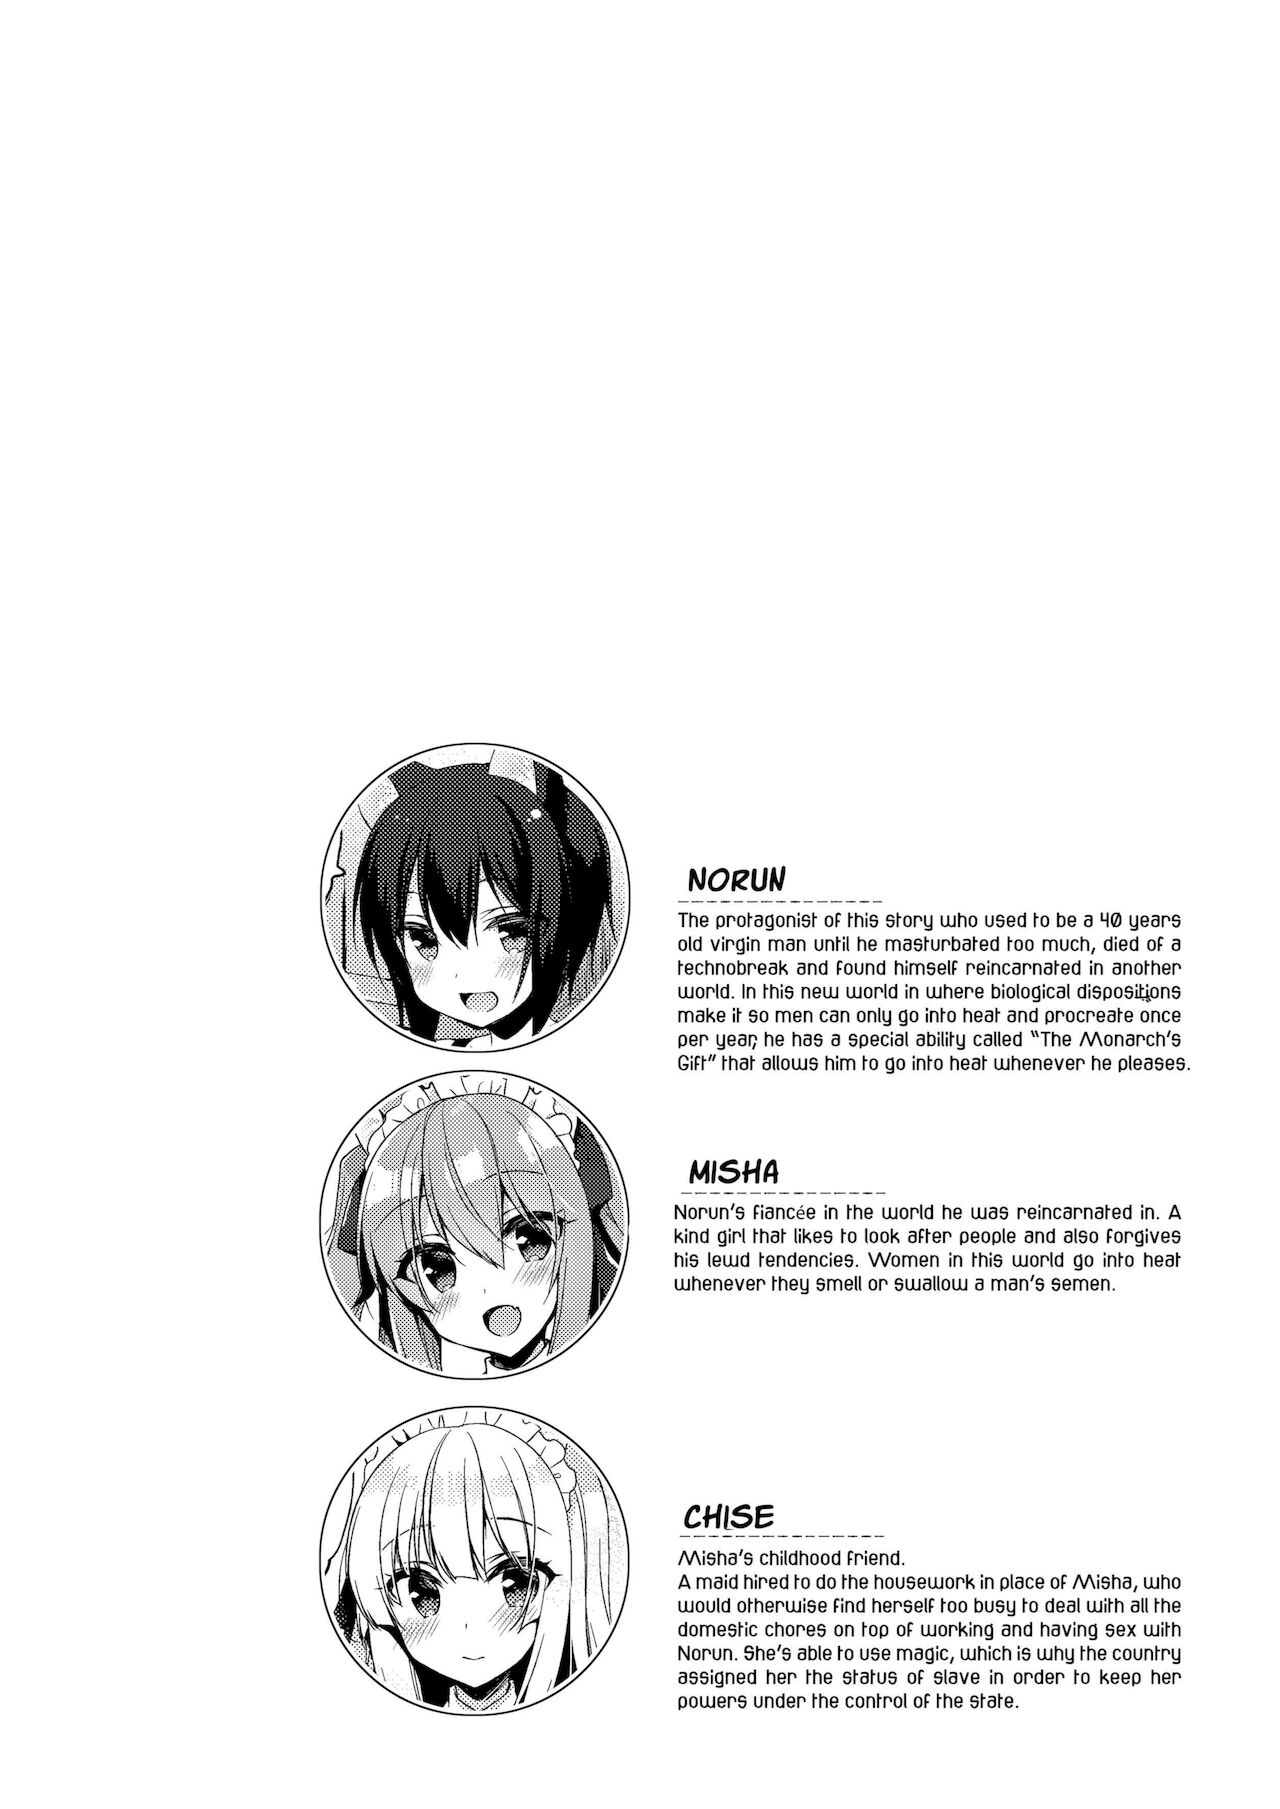 NORUN
The protagonist of this story who used to be a 40 years
old virgin man until he masturbated too much, died of a
technobreak and found himself reincarnated in another
world. In this new world in where biological dispositions
make it so men can only go into heat and procreate once
per year, he has a special ability called "The Monarch's
Gift" that allows him to go into heat whenever he pleases.
MISHA
Norun's fiancée in the world he was reincarnated in. A
kind girl that likes to look after people and also forgives
his lewd tendencies. Women in this world go into heat
whenever they smell or swallow a man's semen.
CHISE
Misha's childhood friend.
A maid hired to do the housework in place of Misha, who
would otherwise find herself too busy to deal with all the
domestic chores on top of working and having sex with
Norun. She's able to use magic, which is why the country
assigned her the status of slave in order to keep her
powers under the control of the state.